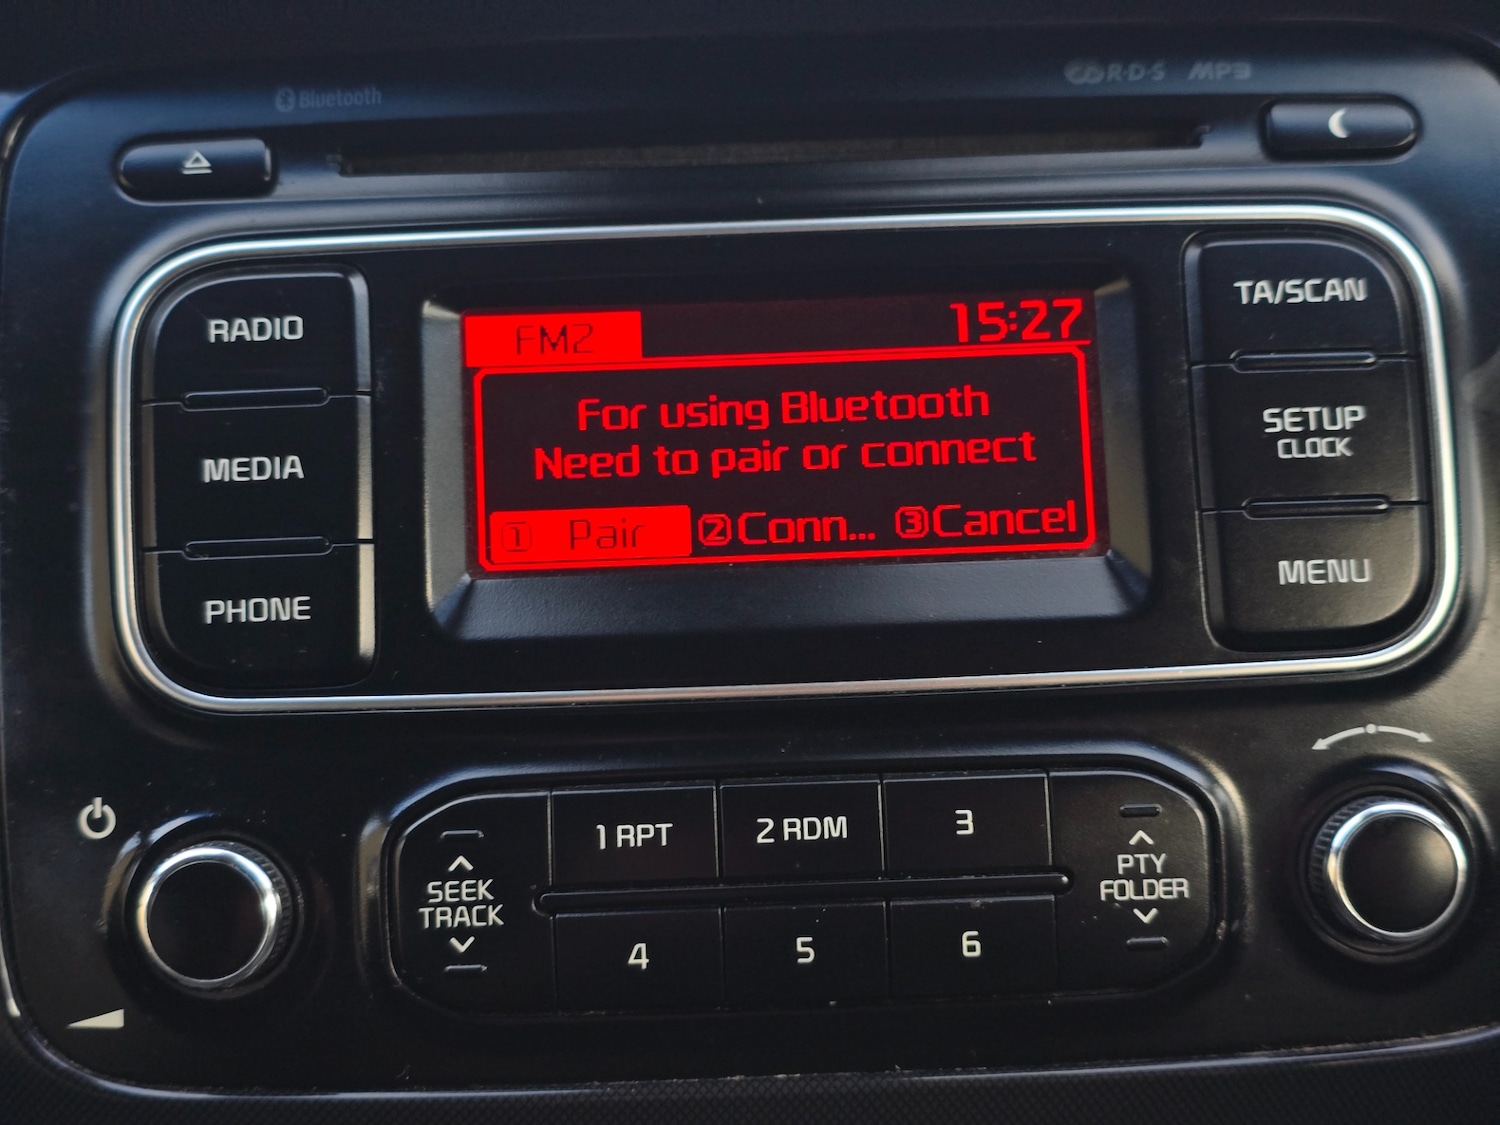 Bluetooth
R·D·S MP3
RADIO
MEDIA
PHONE
FM2
15:27
For using Bluetooth
Need to pair or connect
1 Pair
2 Conn...
3 Cancel
TA/SCAN
SETUP
CLOCK
MENU
SEEK
TRACK
1 RPT
2 RDM
3
4
5
6
PTY
FOLDER